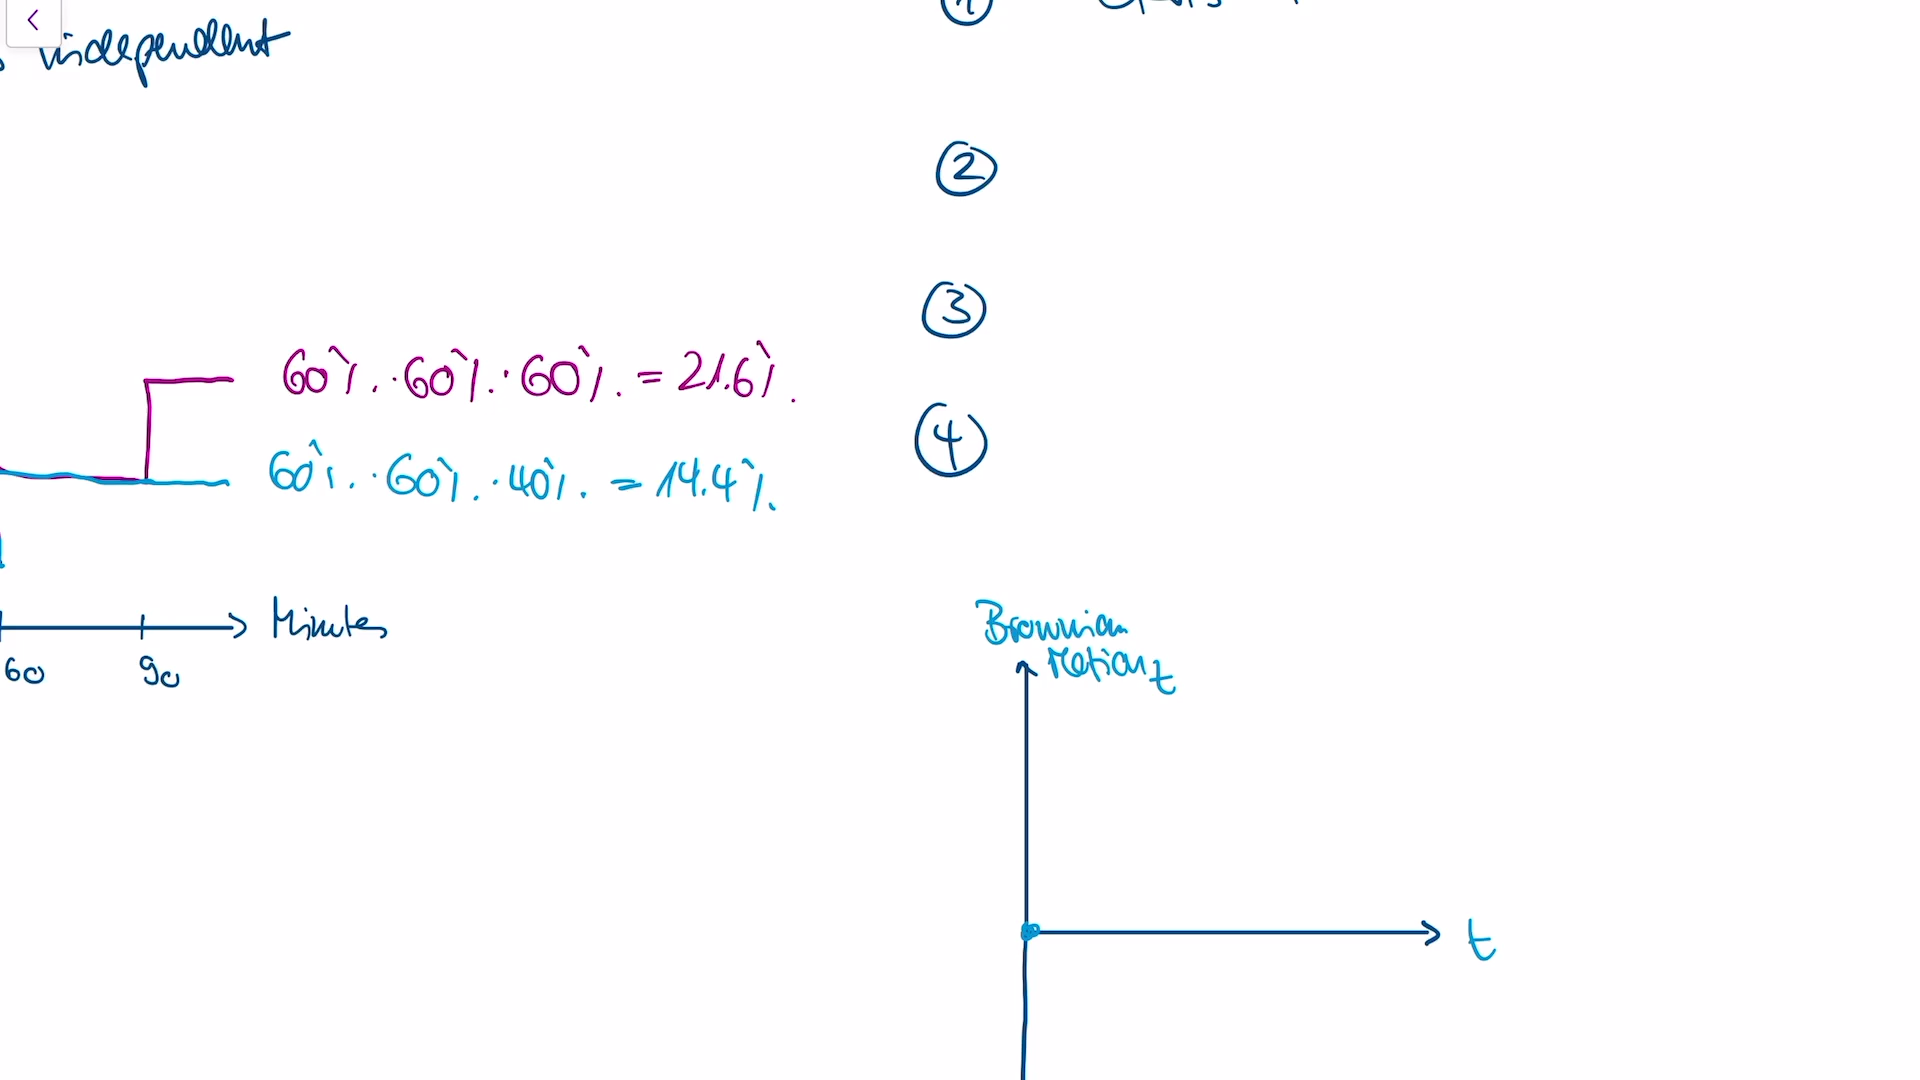 independent
60% · 60% · 60% = 21.6%
60% · 60% · 40% = 14.4%
Minutes
60
90
1
2
3
4
Brownian
Motion t
t